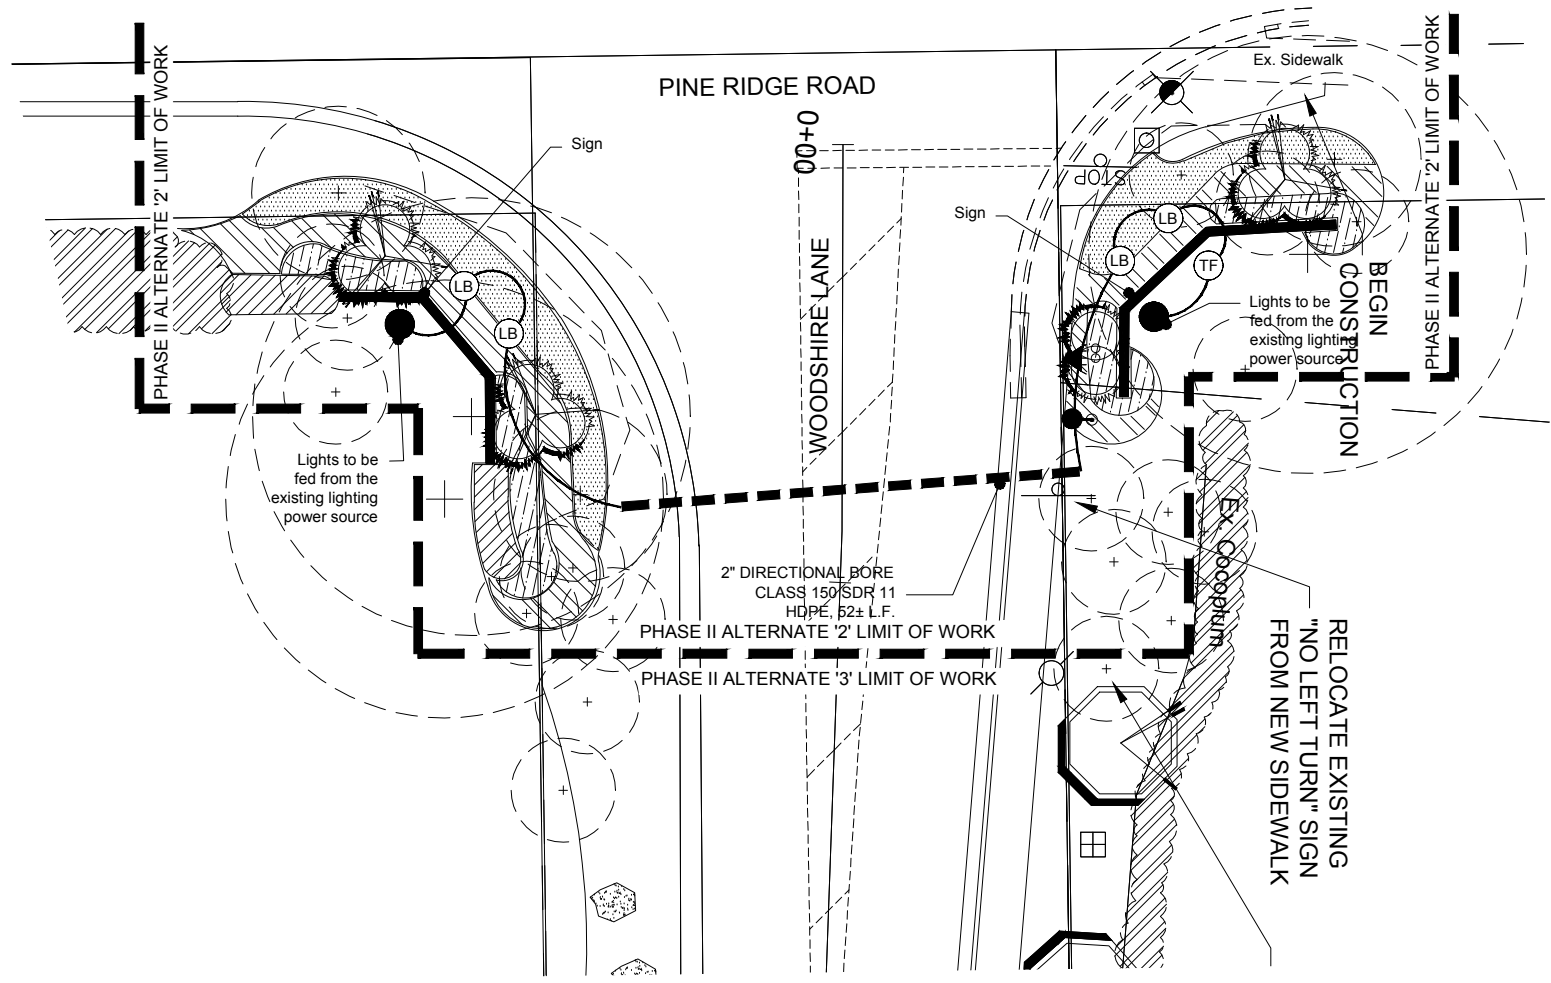 PINE RIDGE ROAD
Ex. Sidewalk
PHASE II ALTERNATE '2' LIMIT OF WORK
PHASE II ALTERNATE '2' LIMIT OF WORK
Sign
0+00
STOP
Sign
LB
LB
TF
LB
LB
WOODSHIRE LANE
BEGIN
CONSTRUCTION
Lights to be
fed from the
existing lighting
power source
Lights to be
fed from the
existing lighting
power source
Ex. Cocoplum
2" DIRECTIONAL BORE
CLASS 150 SDR 11
HDPE, 52± L.F.
PHASE II ALTERNATE '2' LIMIT OF WORK
PHASE II ALTERNATE '3' LIMIT OF WORK
RELOCATE EXISTING
"NO LEFT TURN" SIGN
FROM NEW SIDEWALK